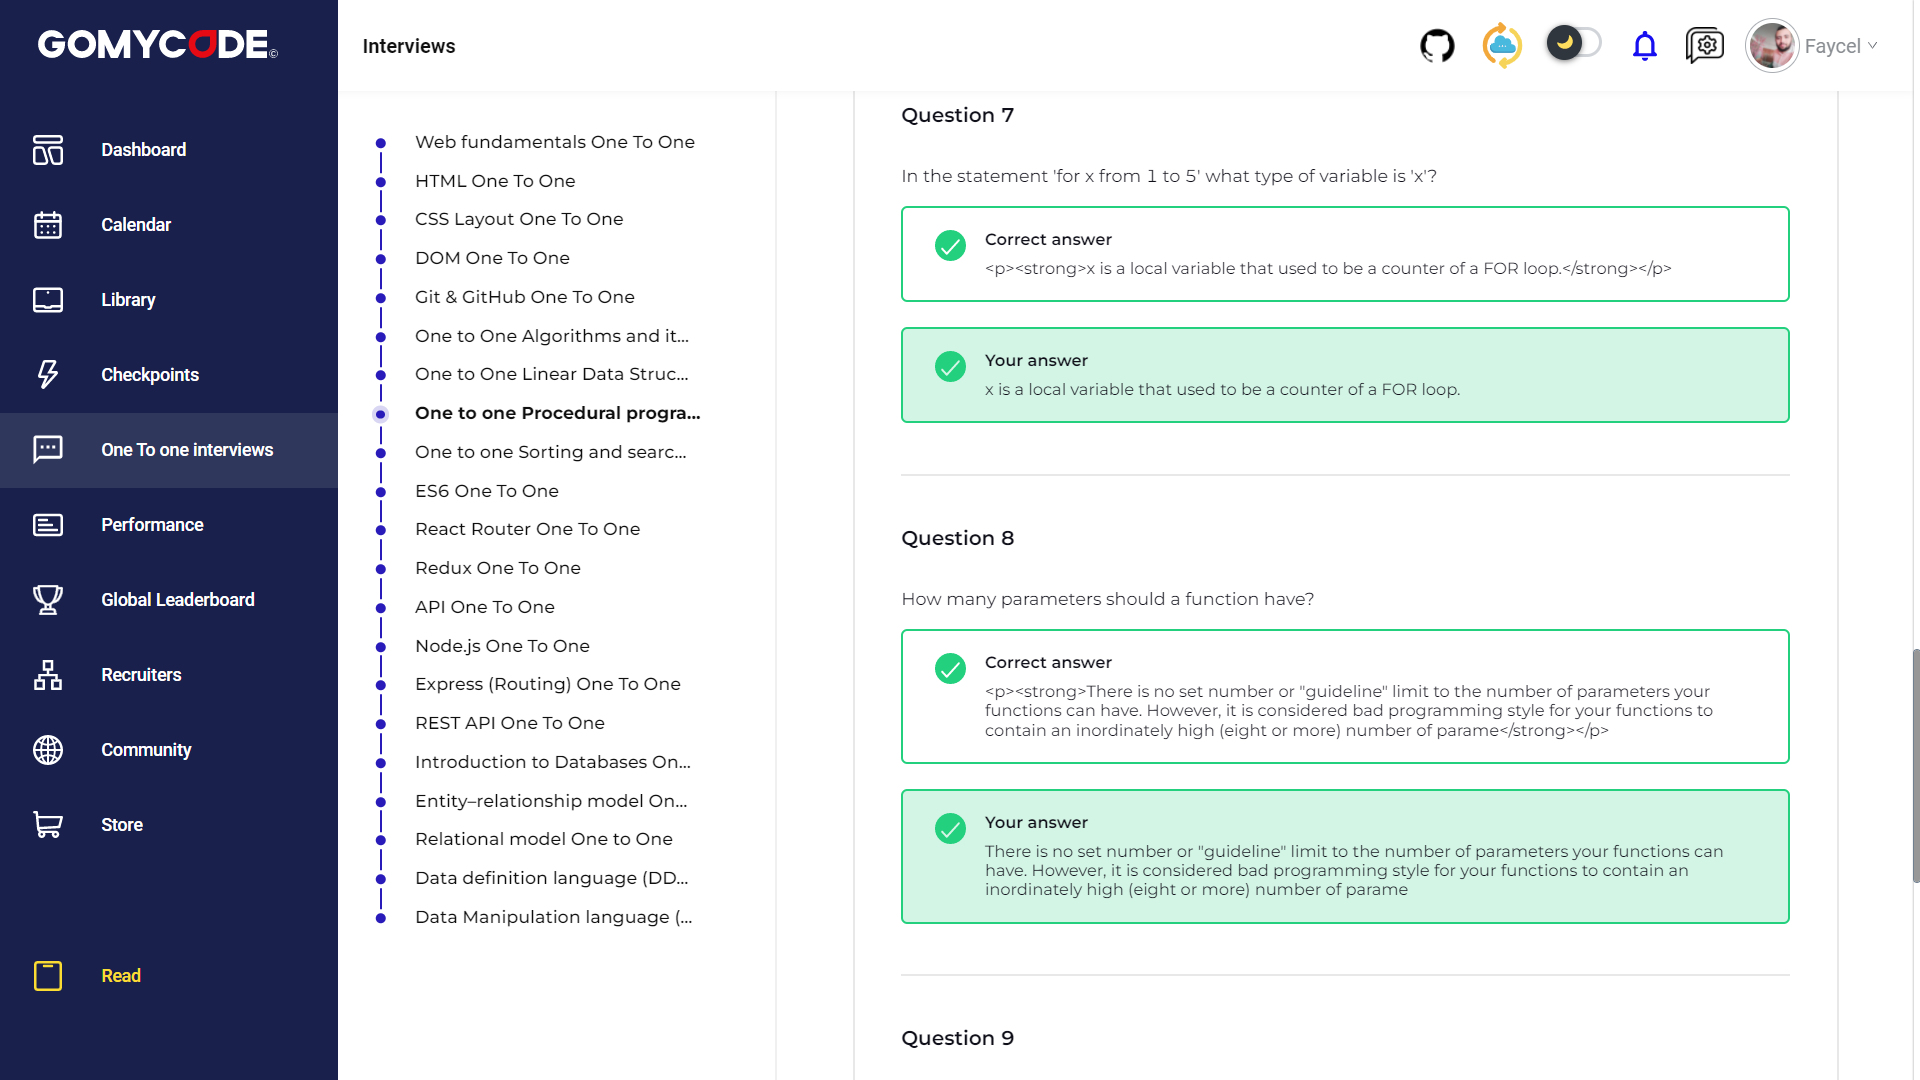 GOMYCODE©
Interviews
Faycel
Dashboard
Calendar
Library
Checkpoints
One To one interviews
Performance
Global Leaderboard
Recruiters
Community
Store
Read
Web fundamentals One To One
HTML One To One
CSS Layout One To One
DOM One To One
Git & GitHub One To One
One to One Algorithms and it...
One to One Linear Data Struc...
One to one Procedural progra...
One to one Sorting and searc...
ES6 One To One
React Router One To One
Redux One To One
API One To One
Node.js One To One
Express (Routing) One To One
REST API One To One
Introduction to Databases On...
Entity–relationship model On...
Relational model One to One
Data definition language (DD...
Data Manipulation language (...
Question 7
In the statement 'for x from 1 to 5' what type of variable is 'x'?
Correct answer
<p><strong>x is a local variable that used to be a counter of a FOR loop.</strong></p>
Your answer
x is a local variable that used to be a counter of a FOR loop.
Question 8
How many parameters should a function have?
Correct answer
<p><strong>There is no set number or "guideline" limit to the number of parameters your
functions can have. However, it is considered bad programming style for your functions to
contain an inordinately high (eight or more) number of parame</strong></p>
Your answer
There is no set number or "guideline" limit to the number of parameters your functions can
have. However, it is considered bad programming style for your functions to contain an
inordinately high (eight or more) number of parame
Question 9